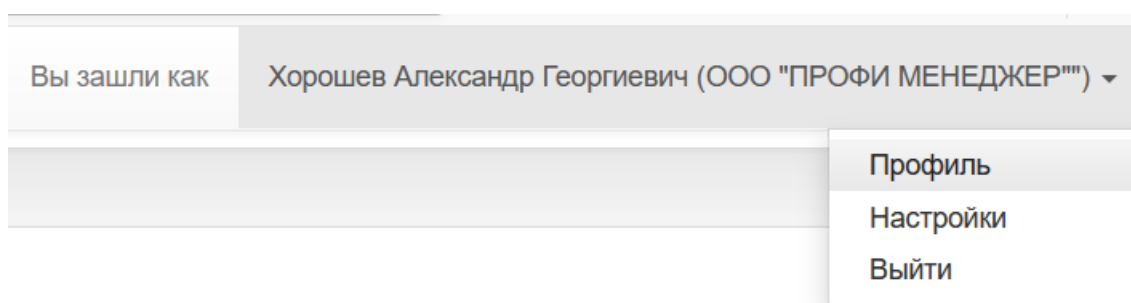 Вы зашли как Хорошев Александр Георгиевич (ООО "ПРОФИ МЕНЕДЖЕР"")
Профиль
Настройки
Выйти